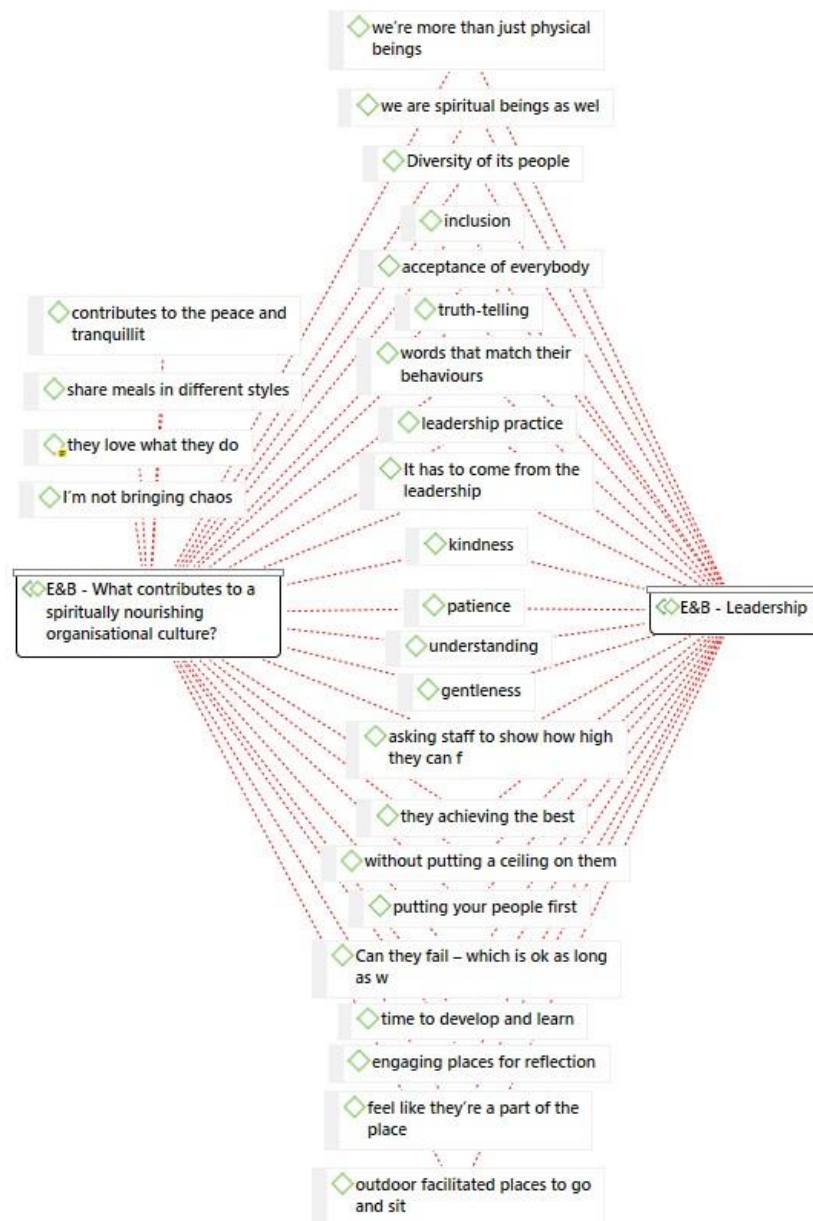 we're more than just physical
beings
we are spiritual beings as wel
Diversity of its people
inclusion
acceptance of everybody
truth-telling
words that match their
behaviours
leadership practice
It has to come from the
leadership
kindness
patience
understanding
gentleness
asking staff to show how high
they can f
they achieving the best
without putting a ceiling on them
putting your people first
Can they fail – which is ok as long
as w
time to develop and learn
engaging places for reflection
feel like they're a part of the
place
outdoor facilitated places to go
and sit
contributes to the peace and
tranquillit
share meals in different styles
they love what they do
I'm not bringing chaos
E&B - What contributes to a
spiritually nourishing
organisational culture?
E&B - Leadership